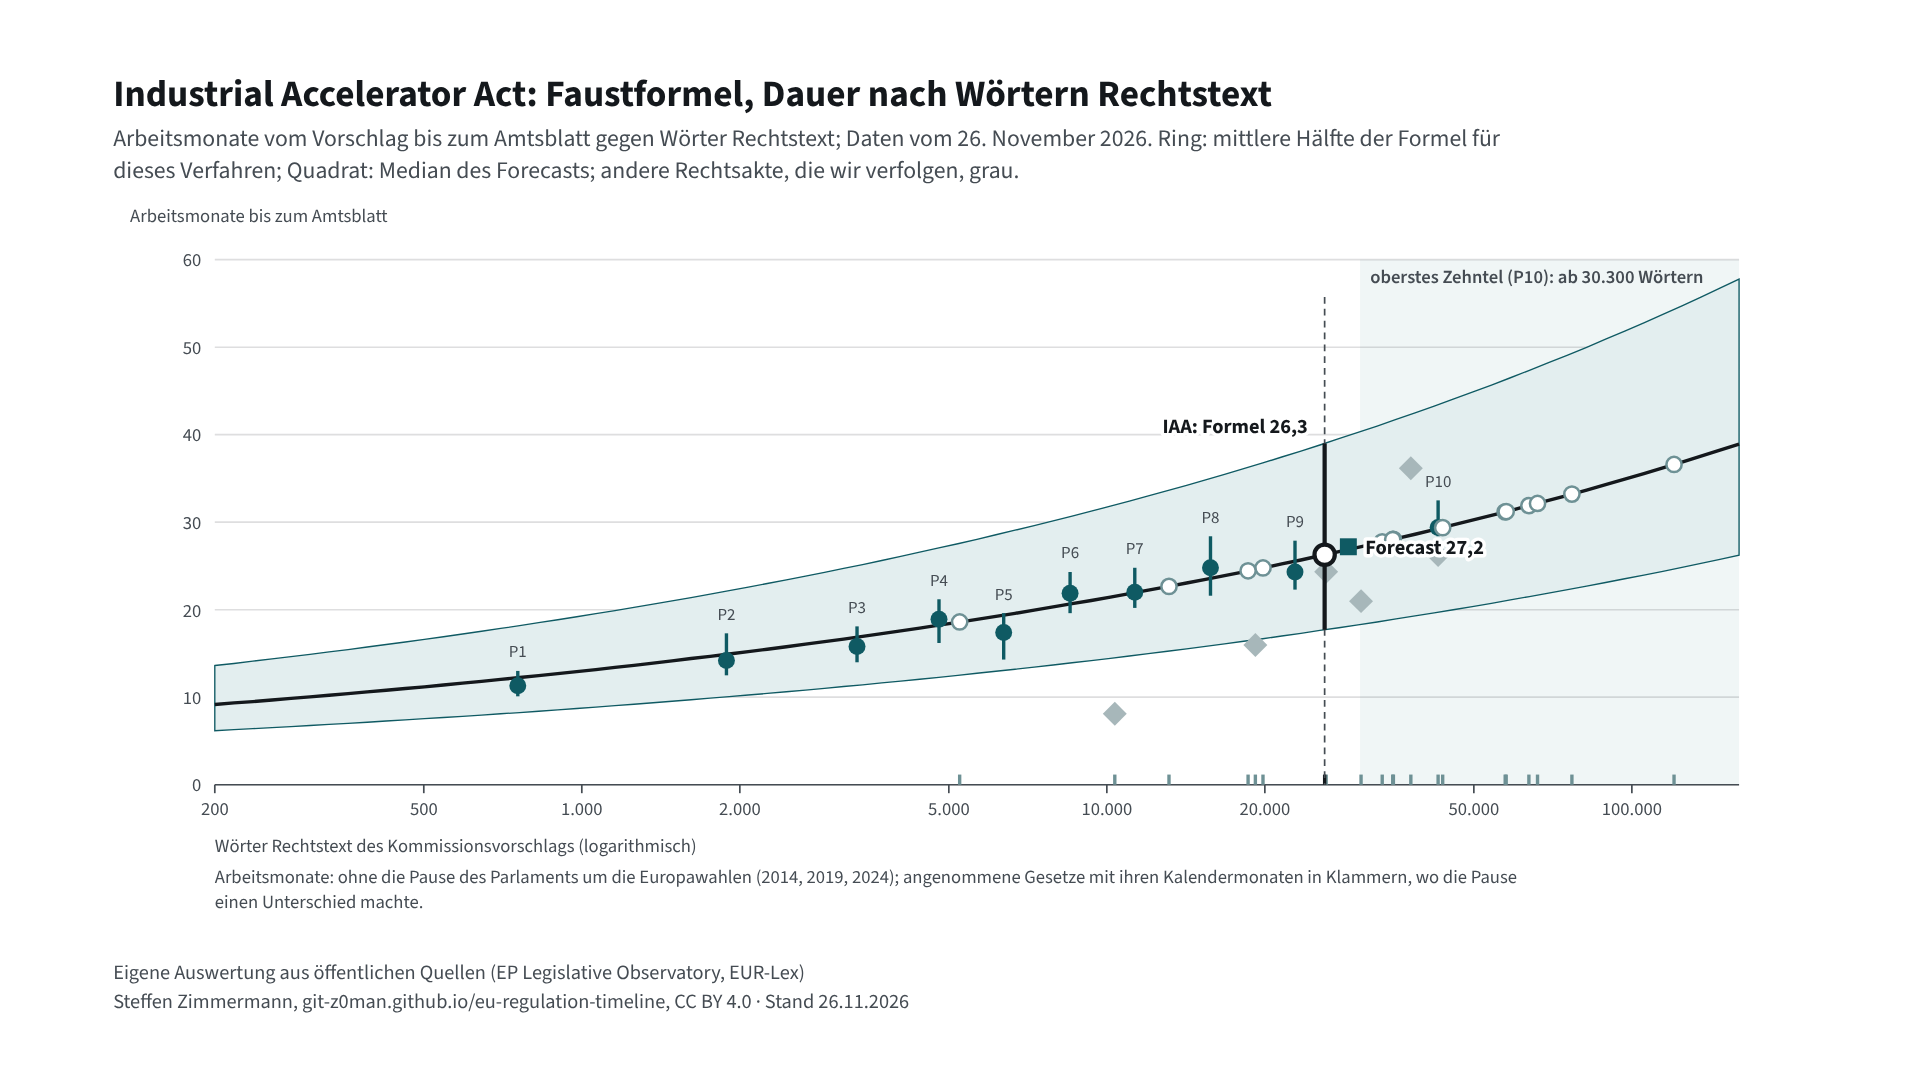 Industrial Accelerator Act: Faustformel, Dauer nach Wörtern Rechtstext
Arbeitsmonate vom Vorschlag bis zum Amtsblatt gegen Wörter Rechtstext; Daten vom 26. November 2026. Ring: mittlere Hälfte der Formel für
dieses Verfahren; Quadrat: Median des Forecasts; andere Rechtsakte, die wir verfolgen, grau.
Arbeitsmonate bis zum Amtsblatt
60
oberstes Zehntel (P10): ab 30.300 Wörtern
50
40
IAA: Formel 26,3
P10
30
P8
P9
P6
P7
Forecast 27,2
P4
P5
20
P2
P3
P1
10
0
200 500 1.000 2.000 5.000 10.000 20.000 50.000 100.000
Wörter Rechtstext des Kommissionsvorschlags (logarithmisch)
Arbeitsmonate: ohne die Pause des Parlaments um die Europawahlen (2014, 2019, 2024); angenommene Gesetze mit ihren Kalendermonaten in Klammern, wo die Pause
einen Unterschied machte.
Eigene Auswertung aus öffentlichen Quellen (EP Legislative Observatory, EUR-Lex)
Steffen Zimmermann, git-z0man.github.io/eu-regulation-timeline, CC BY 4.0 · Stand 26.11.2026